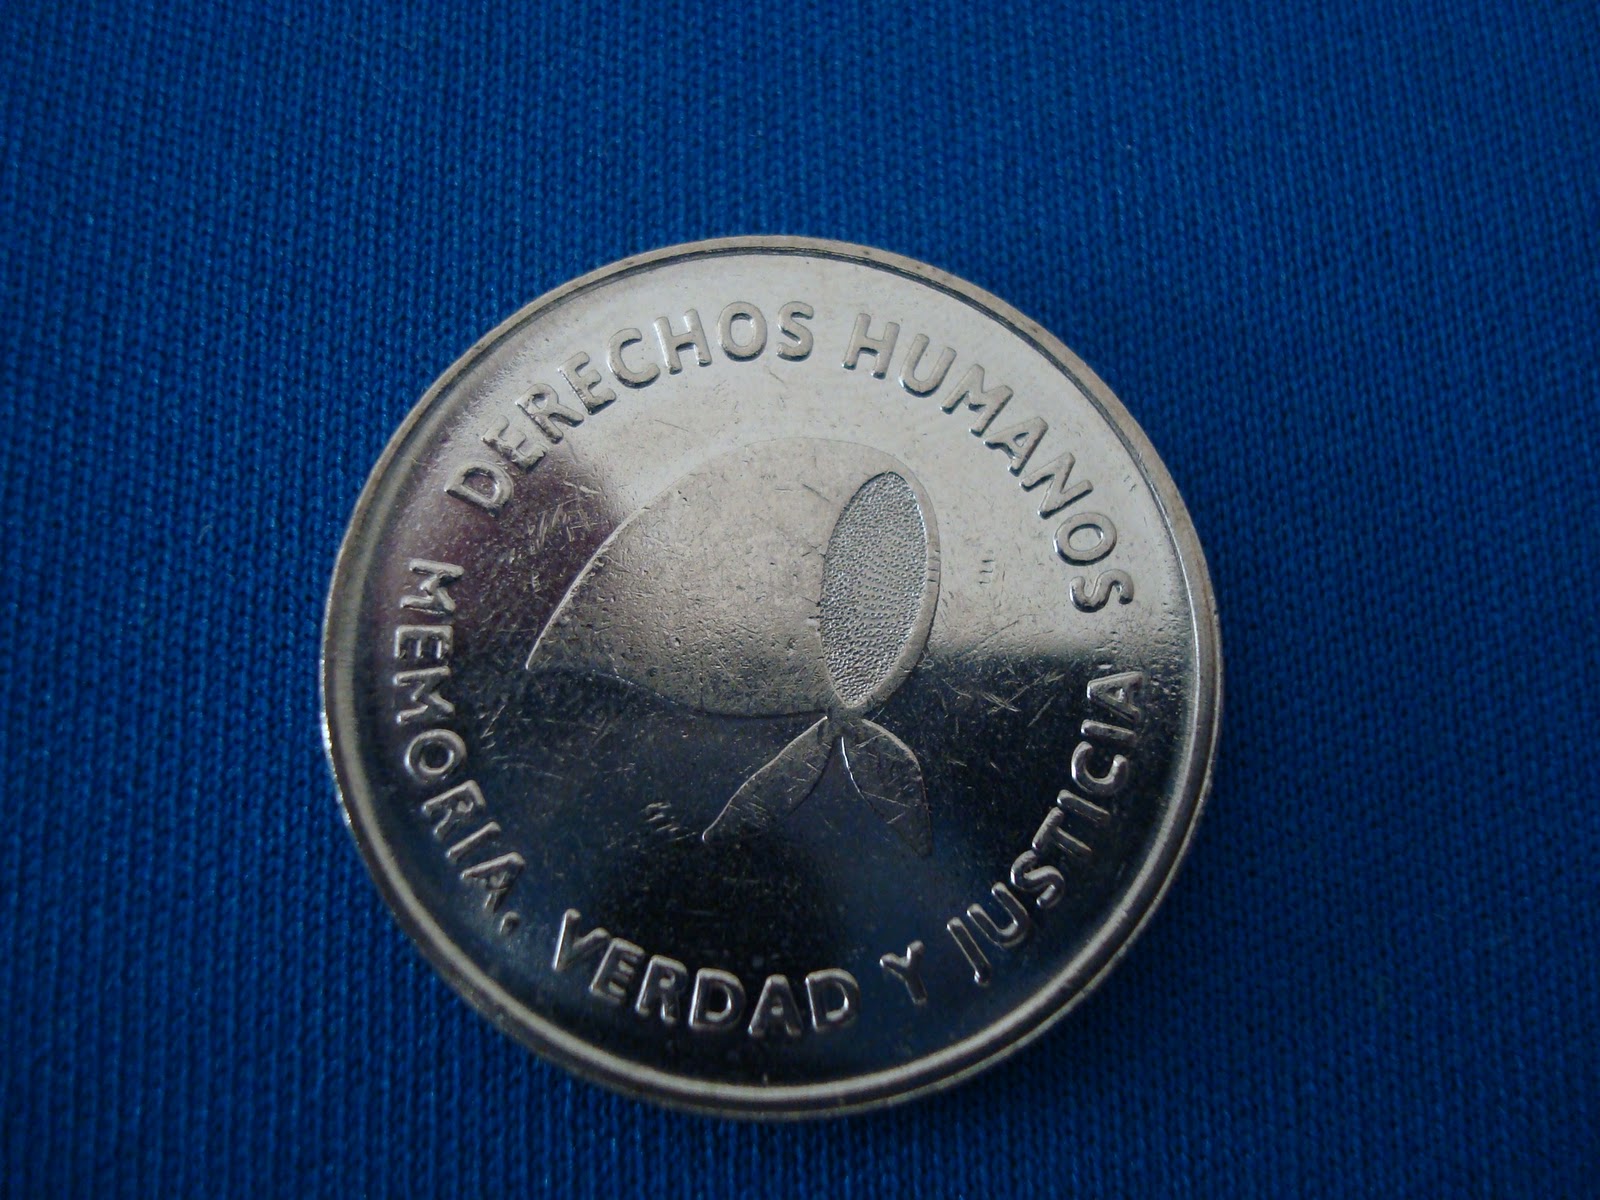 DERECHOS HUMANOS
MEMORIA, VERDAD Y JUSTICIA